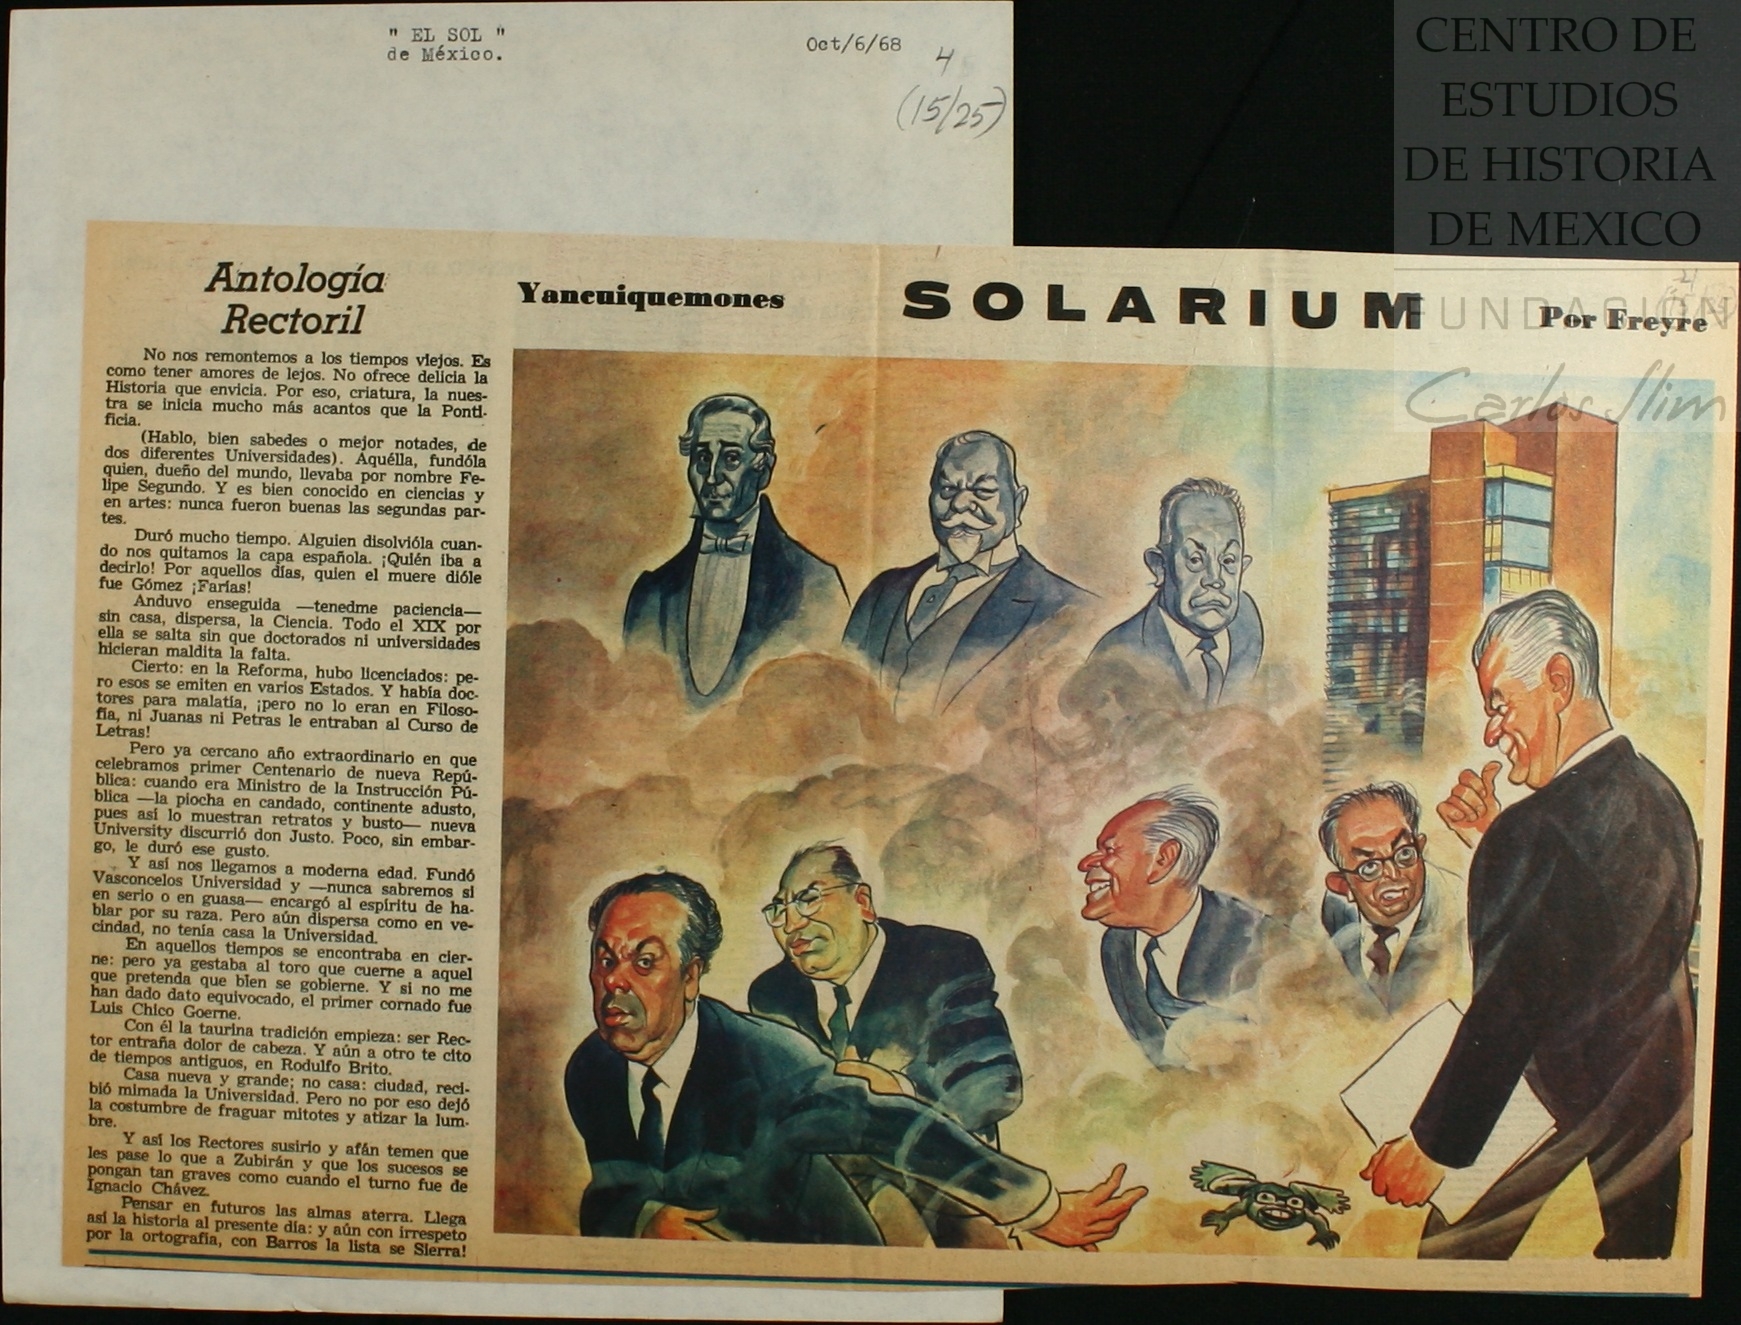 " EL SOL "
de México.
Oct/6/68
4
(15/25)
CENTRO DE
ESTUDIOS
DE HISTORIA
DE MEXICO
FUNDACIÓN
Carlos Slim
Antología
Rectoril
No nos remontemos a los tiempos viejos. Es
como tener amores de lejos. No ofrece delicia la
Historia que envicia. Por eso, criatura, la nues-
tra se inicia mucho más acantos que la Ponti-
ficia.
(Hablo, bien sabedes o mejor notades, de
dos diferentes Universidades). Aquélla, fundóla
quien, dueño del mundo, llevaba por nombre Fe-
lipe Segundo. Y es bien conocido en ciencias y
en artes: nunca fueron buenas las segundas par-
tes.
Duró mucho tiempo. Alguien disolvióla cuan-
do nos quitamos la capa española. ¡Quién iba a
decirlo! Por aquellos días, quien el muere dióle
fue Gómez ¡Farías!
Anduvo enseguida —tenedme paciencia—
sin casa, dispersa, la Ciencia. Todo el XIX por
ella se salta sin que doctorados ni universidades
hicieran maldita la falta.
Cierto: en la Reforma, hubo licenciados: pe-
ro esos se emiten en varios Estados. Y había doc-
tores para malatía, ¡pero no lo eran en Filoso-
fía, ni Juanas ni Petras le entraban al Curso de
Letras!
Pero ya cercano año extraordinario en que
celebramos primer Centenario de nueva Repú-
blica: cuando era Ministro de la Instrucción Pú-
blica —la piocha en candado, continente adusto,
pues así lo muestran retratos y busto— nueva
University discurrió don Justo. Poco, sin embar-
go, le duró ese gusto.
Y así nos llegamos a moderna edad. Fundó
Vasconcelos Universidad y —nunca sabremos si
en serio o en guasa— encargó al espíritu de ha-
blar por su raza. Pero aún dispersa como en ve-
cindad, no tenía casa la Universidad.
En aquellos tiempos se encontraba en cier-
ne: pero ya gestaba al toro que cuerne a aquel
que pretenda que bien se gobierne. Y si no me
han dado dato equivocado, el primer cornado fue
Luis Chico Goerne.
Con él la taurina tradición empieza: ser Rec-
tor entraña dolor de cabeza. Y aún a otro te cito
de tiempos antiguos, en Rodulfo Brito.
Casa nueva y grande; no casa: ciudad, reci-
bió mimada la Universidad. Pero no por eso dejó
la costumbre de fraguar mitotes y atizar la lum-
bre.
Y así los Rectores susirio y afán temen que
les pase lo que a Zubirán y que los sucesos se
pongan tan graves como cuando el turno fue de
Ignacio Chávez.
Pensar en futuros las almas aterra. Llega
así la historia al presente día: y aún con irrespeto
por la ortografía, con Barros la lista se Sierra!
Yancuiquemones
SOLARIUM
Por Freyre